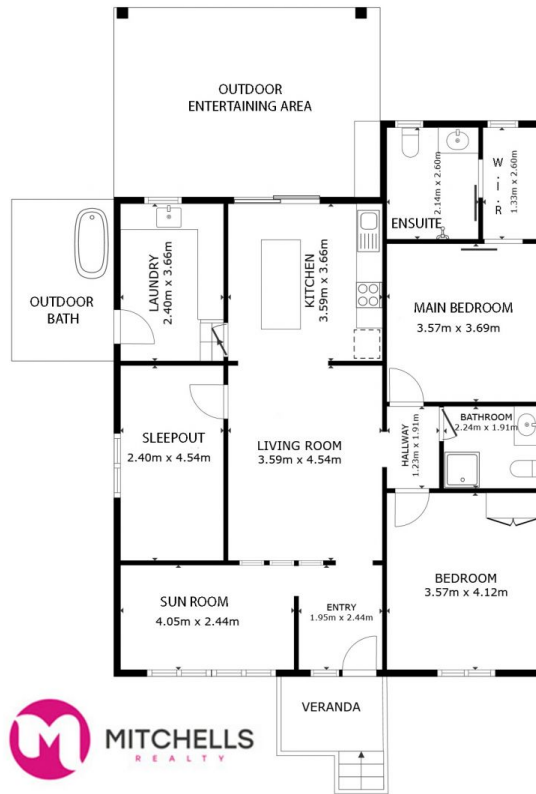 OUTDOOR
ENTERTAINING AREA
W.I.R
1.33m x 2.60m
2.14m x 2.60m
ENSUITE
LAUNDRY
2.40m x 3.66m
KITCHEN
3.59m x 3.66m
OUTDOOR
BATH
MAIN BEDROOM
3.57m x 3.69m
SLEEPOUT
2.40m x 4.54m
LIVING ROOM
3.59m x 4.54m
HALLWAY
1.23m x 1.91m
BATHROOM
2.24m x 1.91m
BEDROOM
3.57m x 4.12m
SUN ROOM
4.05m x 2.44m
ENTRY
1.95m x 2.44m
VERANDA
MITCHELLS
REALTY